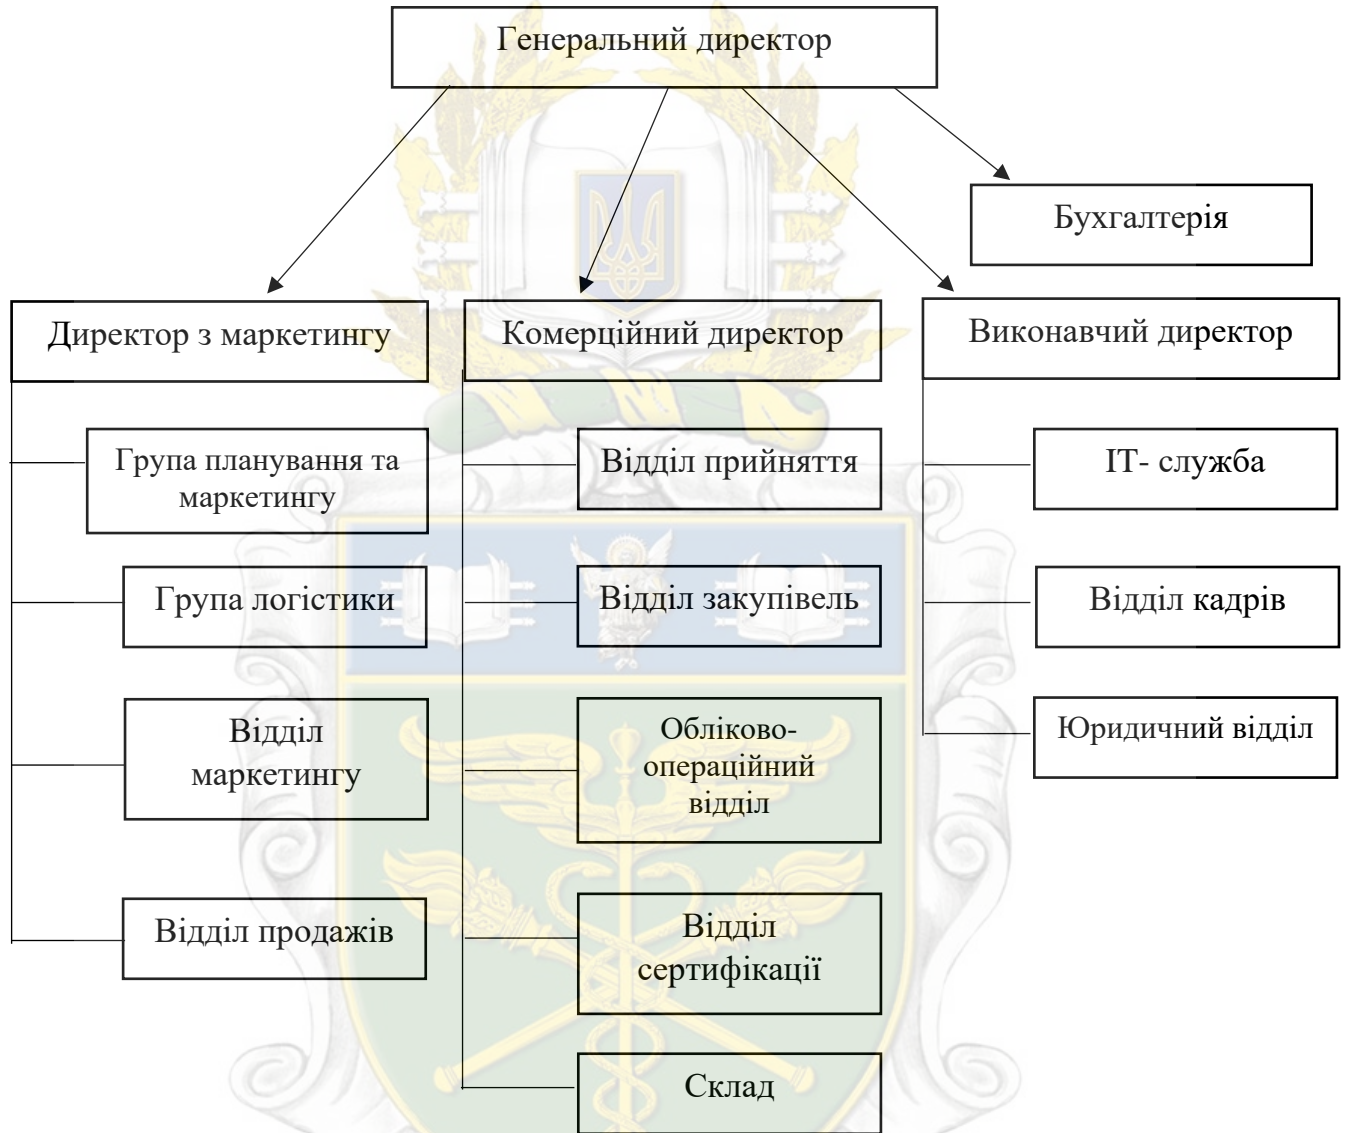 Генеральний директор
Бухгалтерія
Директор з маркетингу
Комерційний директор
Виконавчий директор
Група планування та
маркетингу
Група логістики
Відділ
маркетингу
Відділ продажів
Відділ прийняття
Відділ закупівель
Обліково-
операційний
відділ
Відділ
сертифікації
Склад
ІТ- служба
Відділ кадрів
Юридичний відділ